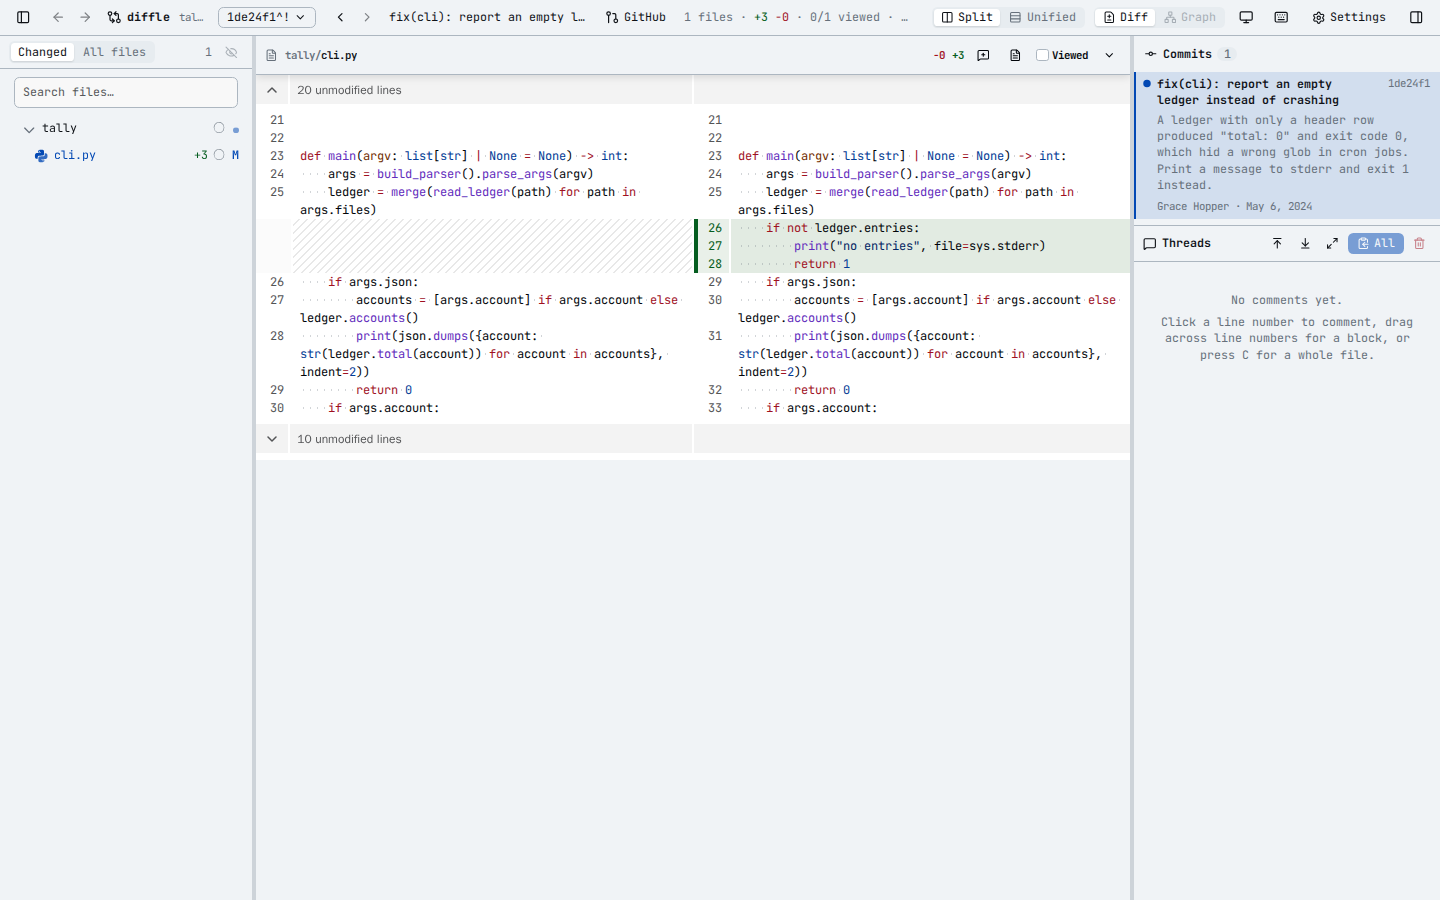 diffle tal… 1de24f1^! fix(cli): report an empty l… GitHub 1 files · +3 -0 · 0/1 viewed · … Split Unified Diff Graph Settings
Changed All files 1
Search files…
tally
cli.py +3 M
tally/cli.py -0 +3 Viewed
20 unmodified lines
21
22
23 def main(argv: list[str] | None = None) -> int:
24 ····args = build_parser().parse_args(argv)
25 ····ledger = merge(read_ledger(path) for path in
args.files)
26 ····if args.json:
27 ········accounts = [args.account] if args.account else
ledger.accounts()
28 ········print(json.dumps({account:
str(ledger.total(account)) for account in accounts},
indent=2))
29 ········return 0
30 ····if args.account:
21
22
23 def main(argv: list[str] | None = None) -> int:
24 ····args = build_parser().parse_args(argv)
25 ····ledger = merge(read_ledger(path) for path in
args.files)
26 ····if not ledger.entries:
27 ········print("no entries", file=sys.stderr)
28 ········return 1
29 ····if args.json:
30 ········accounts = [args.account] if args.account else
ledger.accounts()
31 ········print(json.dumps({account:
str(ledger.total(account)) for account in accounts},
indent=2))
32 ········return 0
33 ····if args.account:
10 unmodified lines
Commits 1
fix(cli): report an empty 1de24f1
ledger instead of crashing
A ledger with only a header row
produced "total: 0" and exit code 0,
which hid a wrong glob in cron jobs.
Print a message to stderr and exit 1
instead.
Grace Hopper · May 6, 2024
Threads All
No comments yet.
Click a line number to comment, drag
across line numbers for a block, or
press C for a whole file.